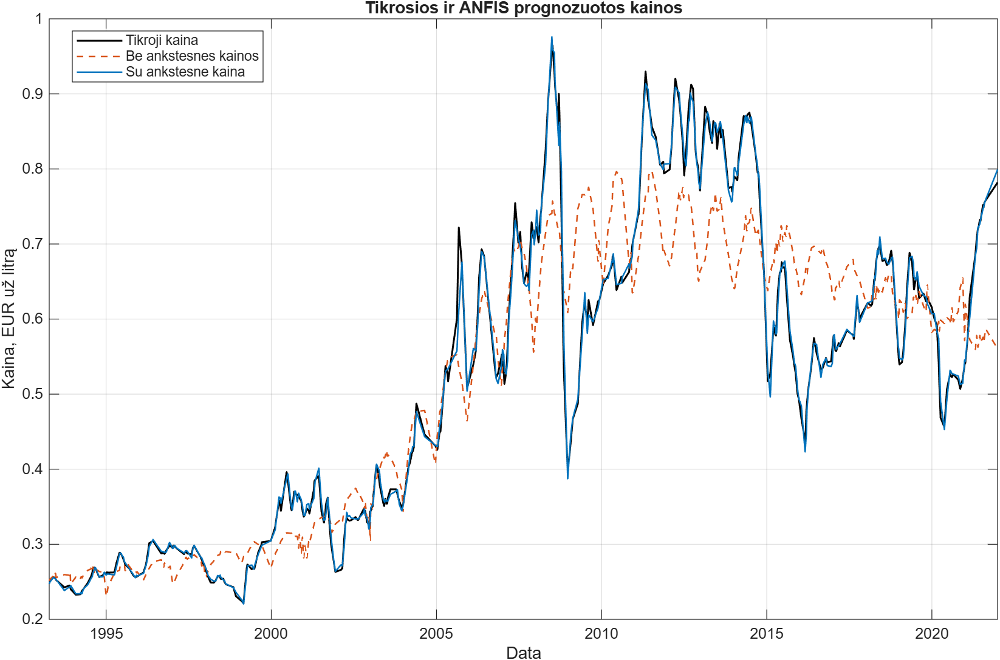 Tikrosios ir ANFIS prognozuotos kainos
Tikroji kaina
Be ankstesnes kainos
Su ankstesne kaina
Kaina, EUR už litrą
1
0.9
0.8
0.7
0.6
0.5
0.4
0.3
0.2
1995
2000
2005
2010
2015
2020
Data